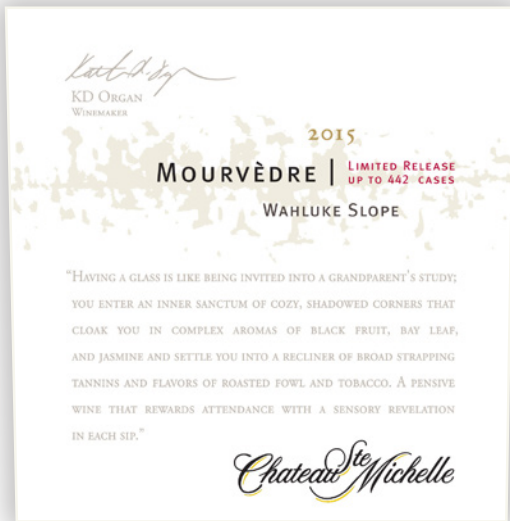 KD Organ
Winemaker
2015
Mourvèdre | Limited Release
up to 442 cases
Wahluke Slope
"Having a glass is like being invited into a grandparent's study;
you enter an inner sanctum of cozy, shadowed corners that
cloak you in complex aromas of black fruit, bay leaf,
and jasmine and settle you into a recliner of broad strapping
tannins and flavors of roasted fowl and tobacco. A pensive
wine that rewards attendance with a sensory revelation
in each sip."
Chateau Ste Michelle